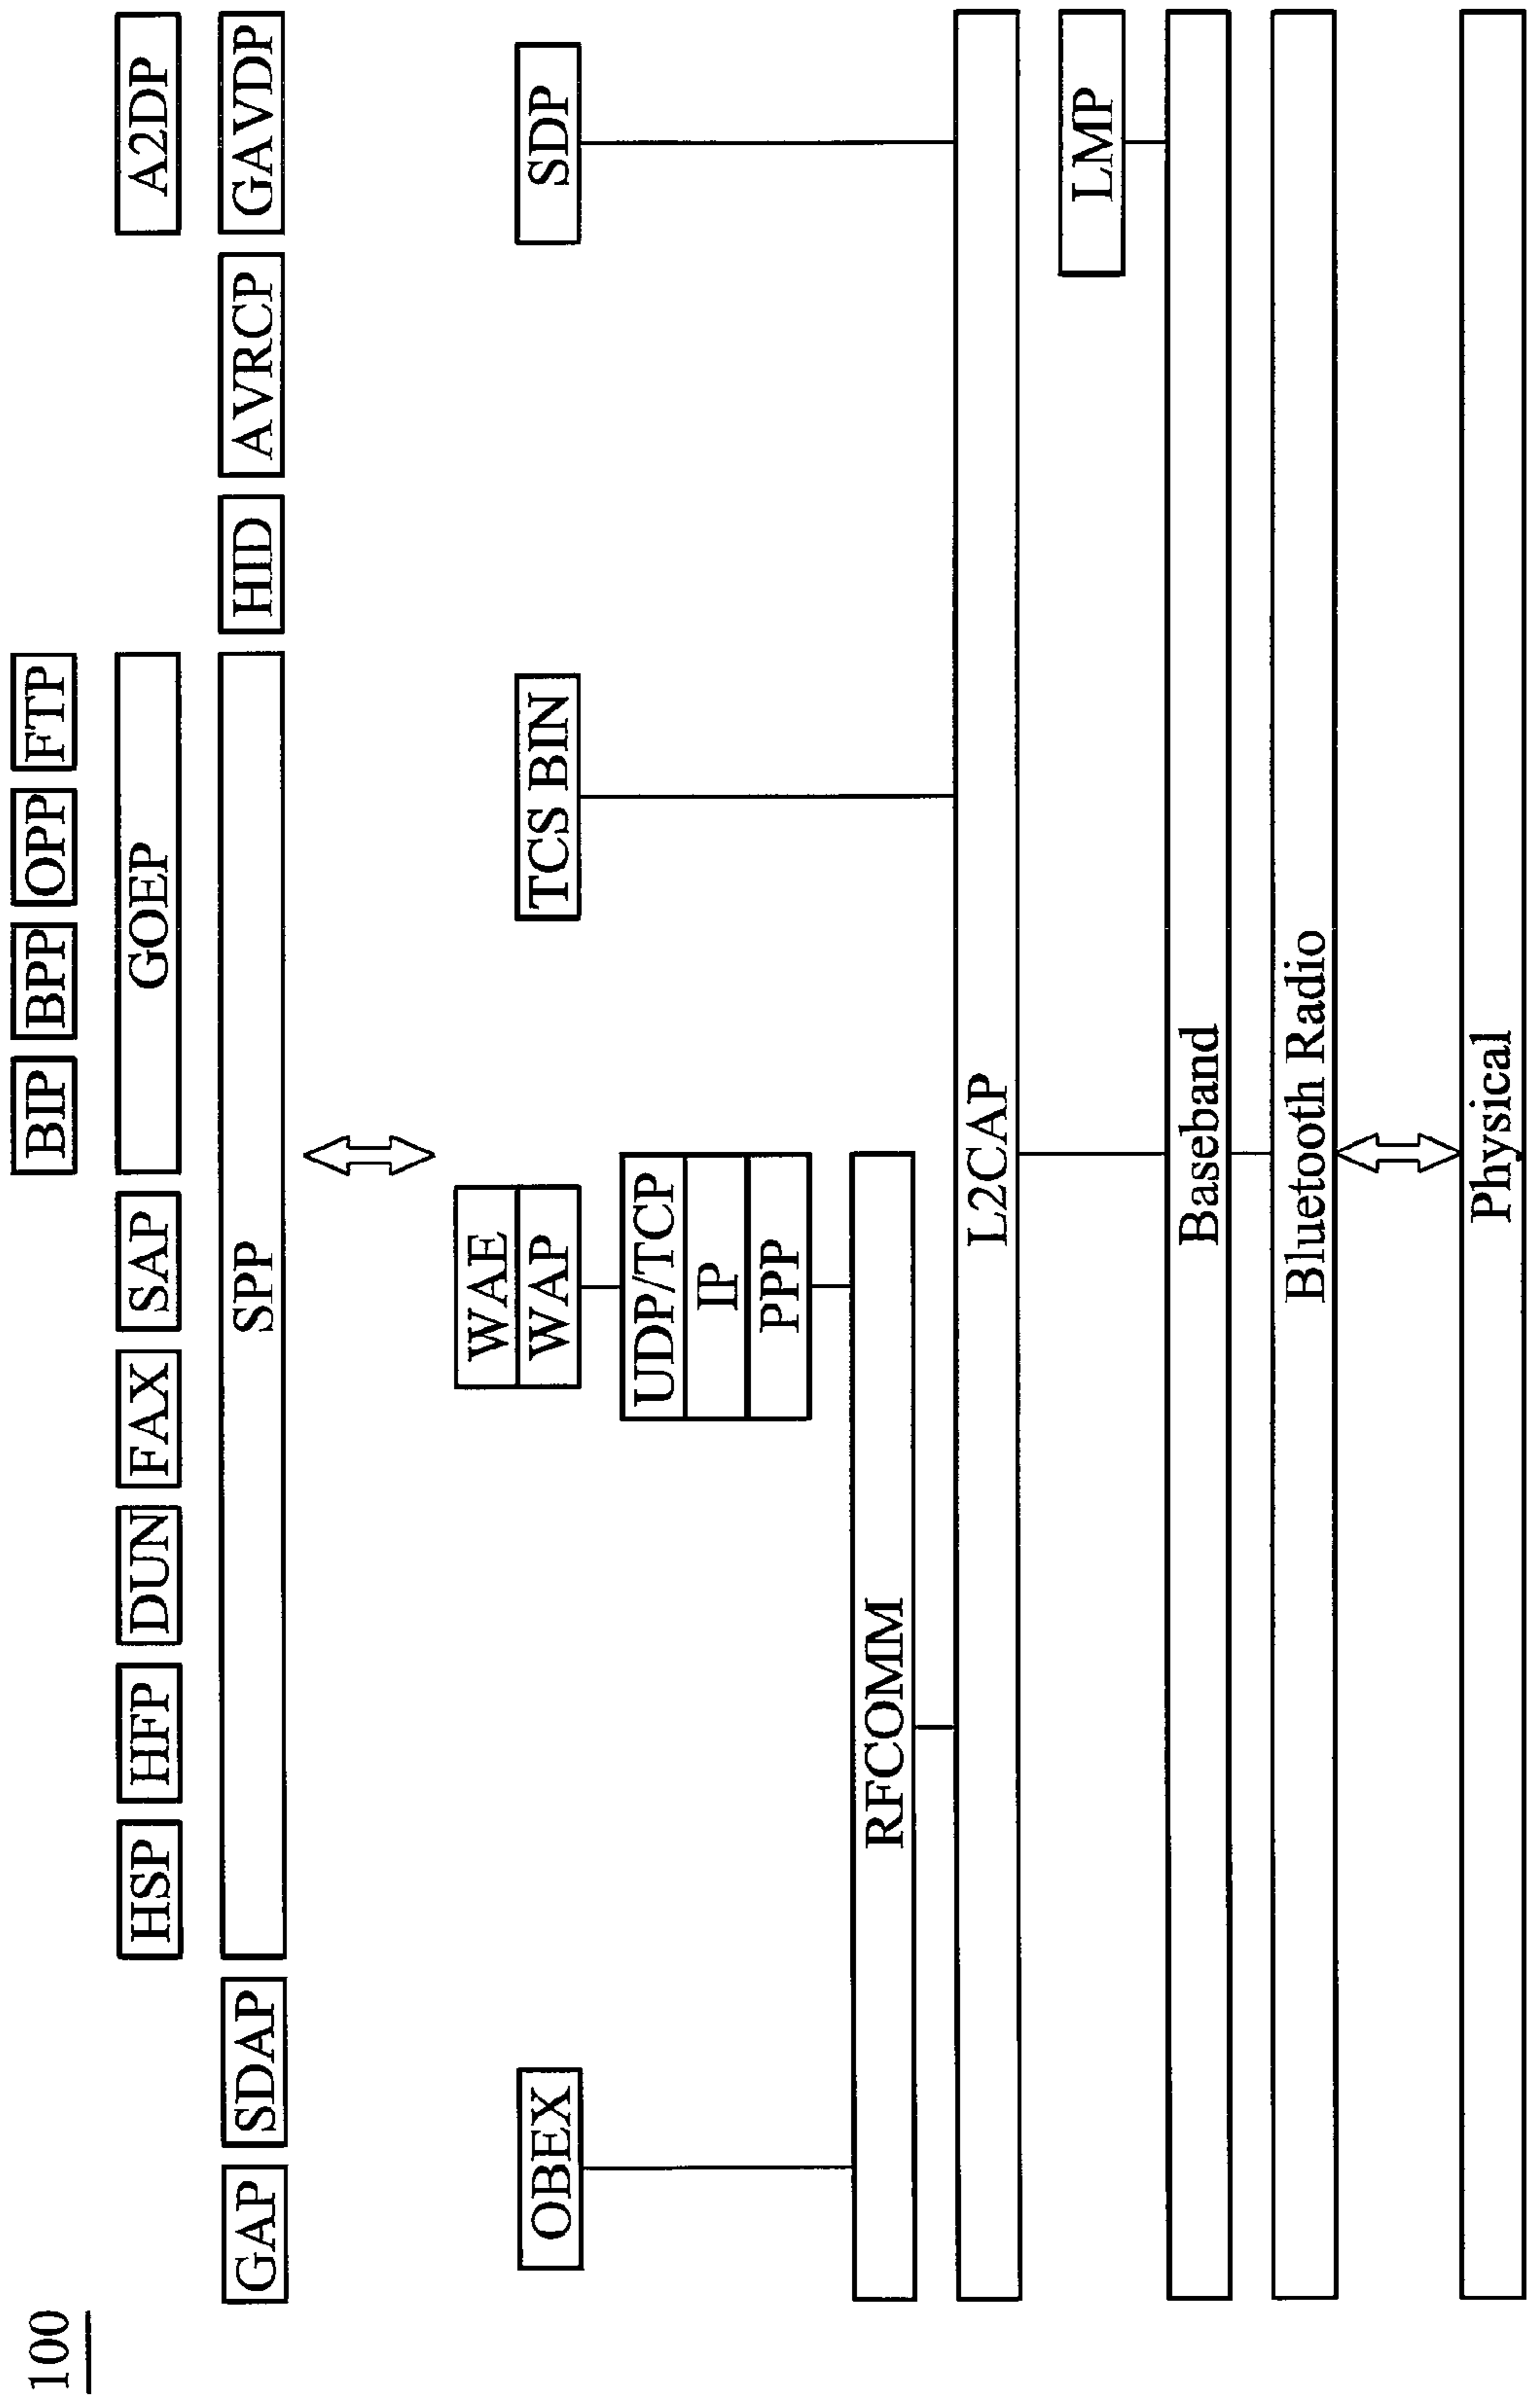 100
BIP BPP OPP FTP
HSP HFP DUN FAX SAP GOEP A2DP
GAP SDAP SPP HID AVRCP GAVDP
WAE
OBEX WAP TCS BIN SDP
UDP/TCP
IP
PPP
RFCOMM
L2CAP
LMP
Baseband
Bluetooth Radio
Physical